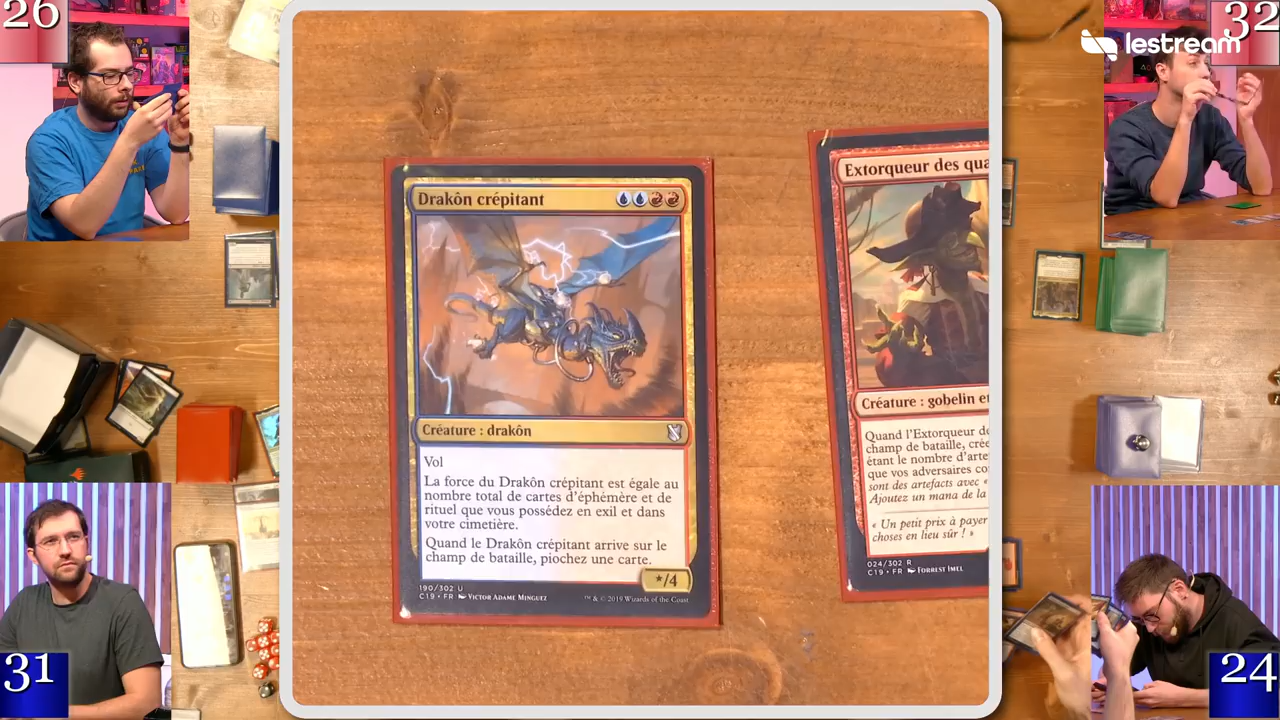 26
32
lestream
Drakôn crépitant
Créature : drakôn
Vol
La force du Drakôn crépitant est égale au
nombre total de cartes d'éphémère et de
rituel que vous possédez en exil et dans
votre cimetière.
Quand le Drakôn crépitant arrive sur le
champ de bataille, piochez une carte.
*/4
190/302 U
C19 • FR Victor Adame Minguez
™ & © 2019 Wizards of the Coast
Extorqueur des qua
Créature : gobelin et
Quand l'Extorqueur de
champ de bataille, crée
étant le nombre d'arte
que vos adversaires co
sont des artefacts avec «
Ajoutez un mana de la
« Un petit prix à payer
choses en lieu sûr ! »
024/302 R
C19 • FR Forrest Imel
31
24